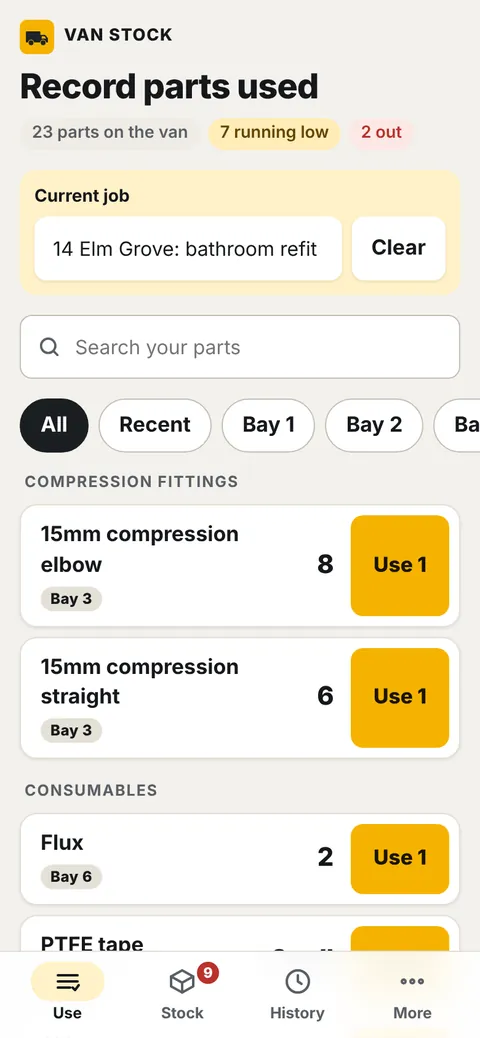 VAN STOCK
Record parts used
23 parts on the van
7 running low
2 out
Current job
14 Elm Grove: bathroom refit
Clear
Search your parts
All
Recent
Bay 1
Bay 2
Ba
COMPRESSION FITTINGS
15mm compression
elbow
Bay 3
8
Use 1
15mm compression
straight
Bay 3
6
Use 1
CONSUMABLES
Flux
Bay 6
2
Use 1
PTFE tape
9
Use
Stock
History
More